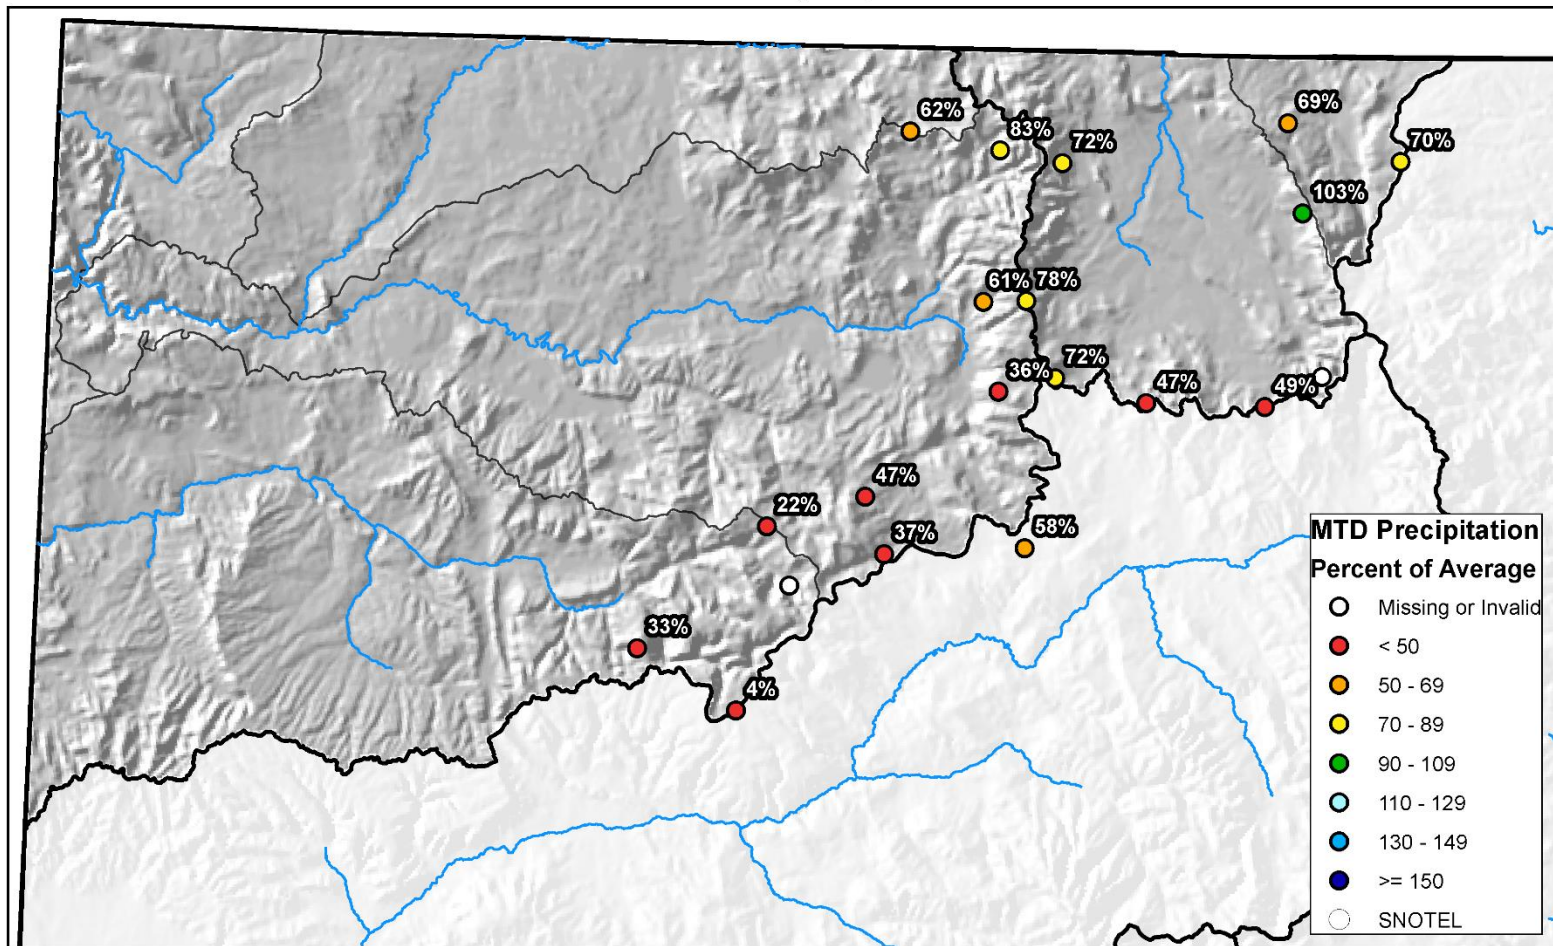 62%
83%
72%
69%
70%
103%
61%
78%
36%
72%
47%
49%
47%
22%
37%
58%
33%
4%
MTD Precipitation
Percent of Average
Missing or Invalid
< 50
50 - 69
70 - 89
90 - 109
110 - 129
130 - 149
>= 150
SNOTEL